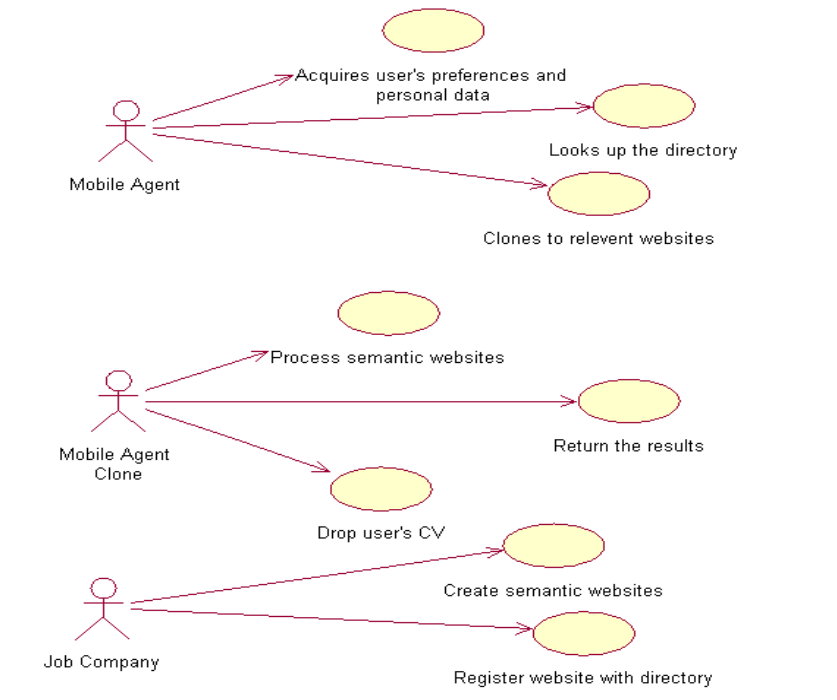 Acquires user's preferences and
personal data
Looks up the directory
Mobile Agent
Clones to relevent websites
Process semantic websites
Return the results
Mobile Agent
Clone
Drop user's CV
Create semantic websites
Job Company
Register website with directory